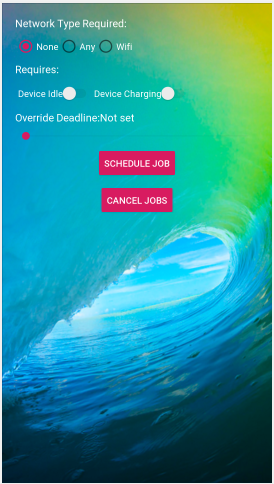 Network Type Required:
None Any Wifi
Requires:
Device Idle Device Charging
Override Deadline:Not set
SCHEDULE JOB
CANCEL JOBS